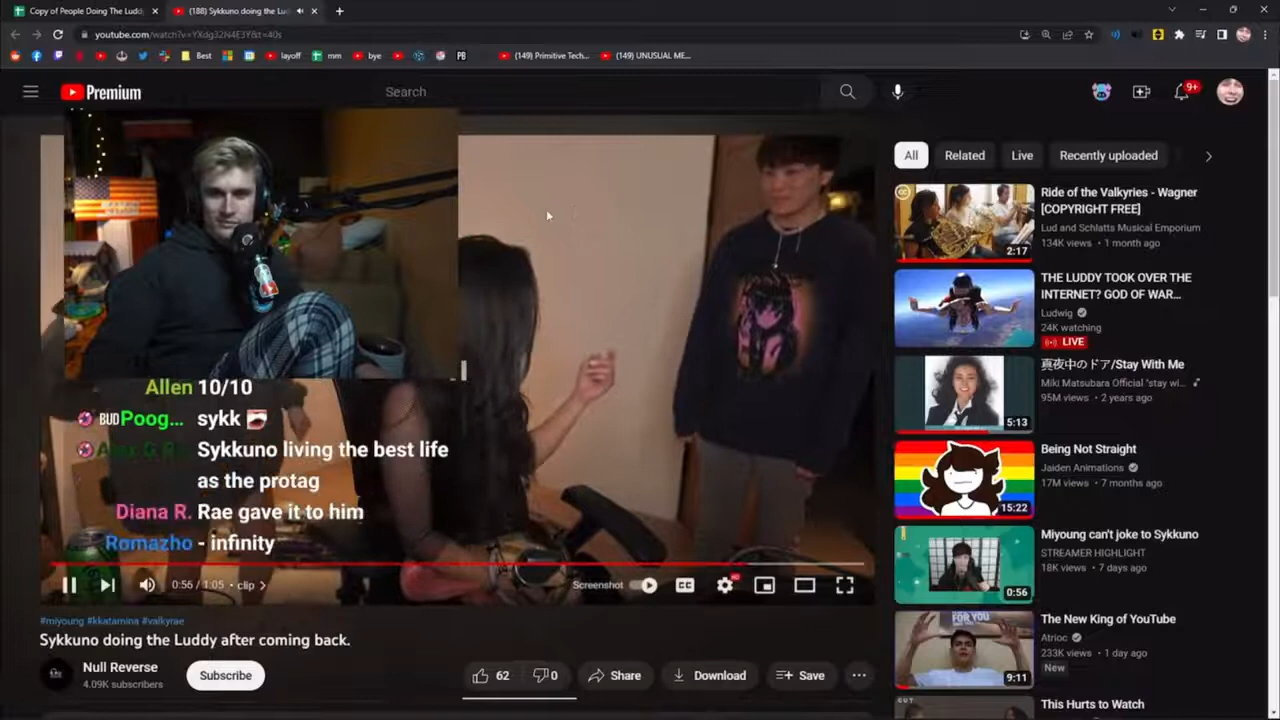 Copy of People Doing The Luddy
(188) Sykkuno doing the Lud
youtube.com/watch?v=YXdg32N4E3Y&t=40s
Best
layoff
mm
bye
PB
(149) Primitive Tech...
(149) UNUSUAL ME...
Premium
Search
9+
All
Related
Live
Recently uploaded
Allen 10/10
BUD Poog... sykk
Sykkuno living the best life
as the protag
Diana R. Rae gave it to him
Romazho - infinity
0:56 / 1:05 • clip
Screenshot
CC
HD
#miyoung #kkatamina #valkyrae
Sykkuno doing the Luddy after coming back.
Null Reverse
4.09K subscribers
Subscribe
62
0
Share
Download
Save
Ride of the Valkyries - Wagner
[COPYRIGHT FREE]
Lud and Schlatts Musical Emporium
134K views • 1 month ago
2:17
THE LUDDY TOOK OVER THE
INTERNET? GOD OF WAR...
Ludwig
24K watching
LIVE
真夜中のドア/Stay With Me
Miki Matsubara Official "stay wi...
95M views • 2 years ago
5:13
Being Not Straight
Jaiden Animations
17M views • 7 months ago
15:22
Miyoung can't joke to Sykkuno
STREAMER HIGHLIGHT
18K views • 7 days ago
0:56
The New King of YouTube
Atrioc
233K views • 1 day ago
New
9:11
This Hurts to Watch
CUT